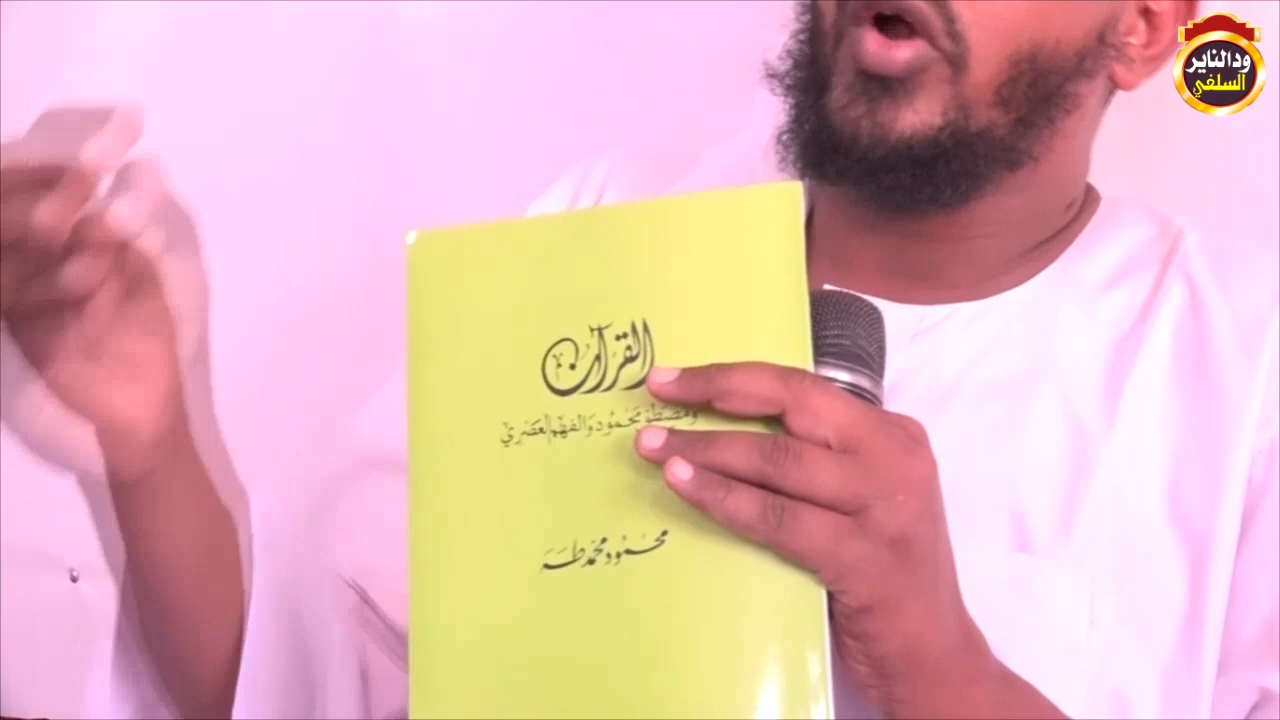 ودالناير
السلفي
القرآن
ومصطفى محمود والفهم العصري
محمود محمد طه